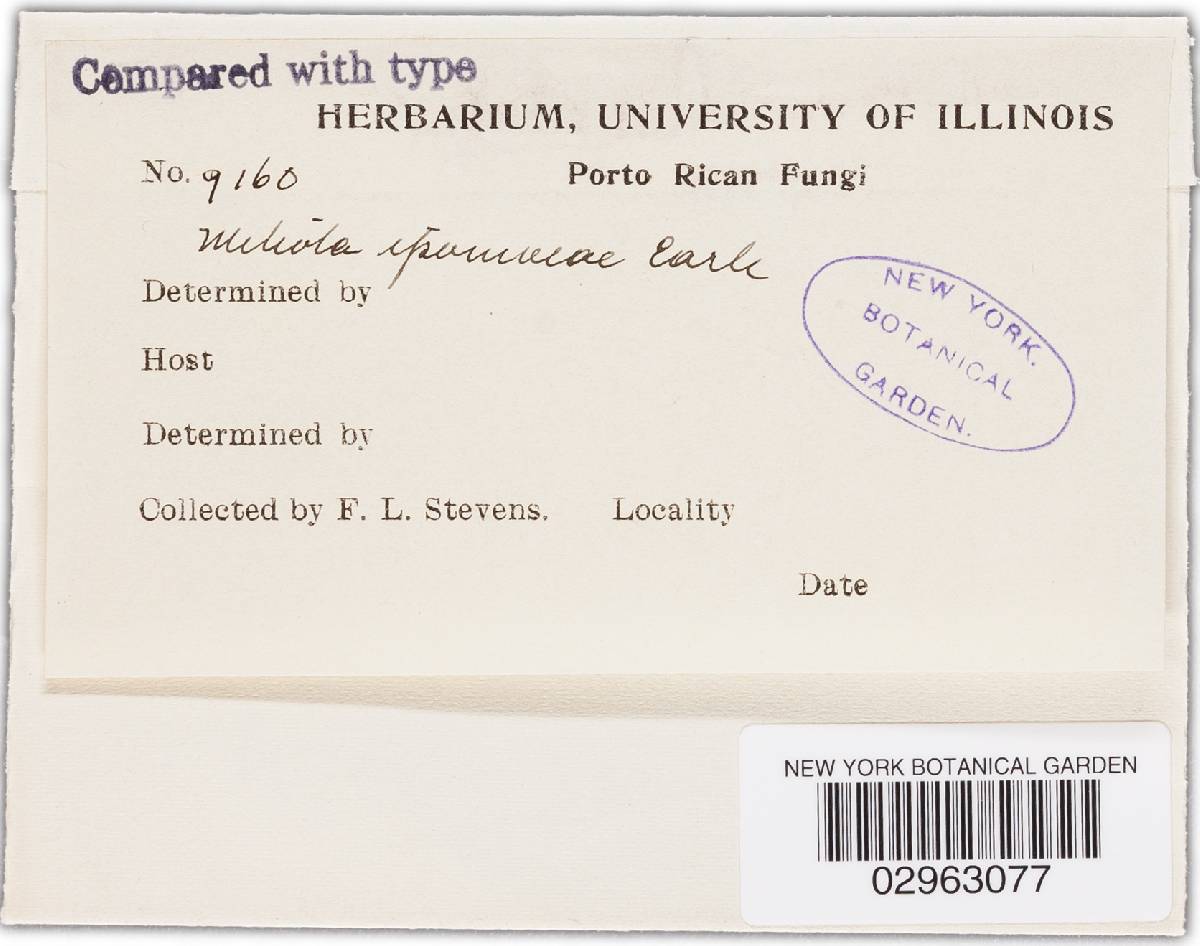 Compared with type
HERBARIUM, UNIVERSITY OF ILLINOIS
No. 9160 Porto Rican Fungi
Meliola ipomoeae Earle
Determined by
Host
Determined by
Collected by F. L. Stevens. Locality
Date
NEW YORK.
BOTANICAL
GARDEN.
NEW YORK BOTANICAL GARDEN
02963077